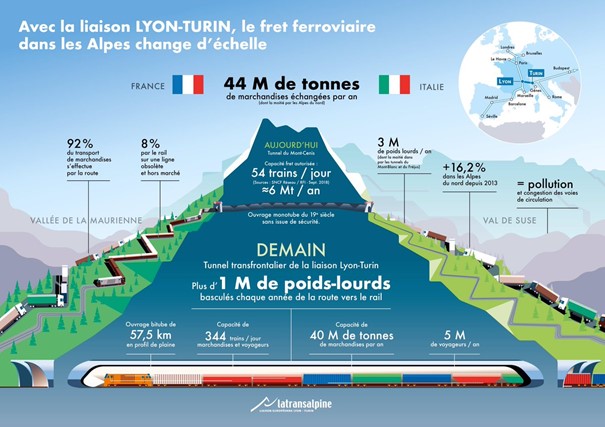 Avec la liaison LYON-TURIN, le fret ferroviaire
dans les Alpes change d'échelle
FRANCE
44 M de tonnes
de marchandises échangées par an
(dont la moitié par les Alpes du nord)
ITALIE
Londres
Bruxelles
Le Havre
Paris
Budapest
LYON
TURIN
Gênes
Marseille
Rome
Madrid
Barcelone
Séville
92 %
du transport
de marchandises
s'effectue
par la route
8 %
par le rail
sur une ligne
obsolète
et hors marché
AUJOURD'HUI
Tunnel du Mont-Cenis
Capacité fret autorisée :
54 trains / jour
(Sources : SNCF Réseau / RFI - Sept. 2018)
≈6 Mt / an
Ouvrage monotube du 19e siècle
sans issue de sécurité.
3 M
de poids lourds / an
(dont la moitié dans
par les tunnels du
Mont-Blanc et du Fréjus)
+16,2 %
dans les Alpes
du nord depuis 2013
= pollution
et congestion des voies
de circulation
VALLÉE DE LA MAURIENNE
VAL DE SUSE
DEMAIN
Tunnel transfrontalier de la liaison Lyon-Turin
Plus d'1 M de poids-lourds
basculés chaque année de la route vers le rail
Ouvrage bitube de
57,5 km
en profil de plaine
Capacité de
344 trains / jour
marchandises et voyageurs
Capacité de
40 M de tonnes
de marchandises par an
5 M
de voyageurs / an
latransalpine